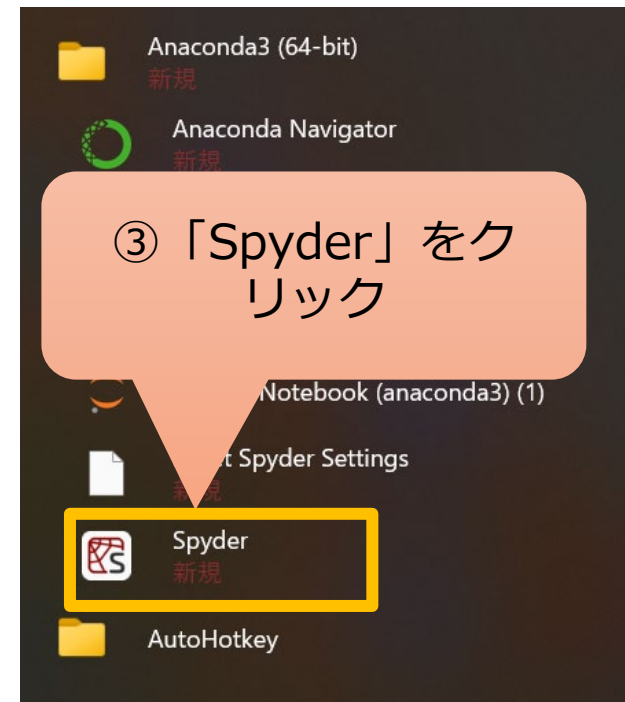 Anaconda3 (64-bit)
新規
Anaconda Navigator
新規
③「Spyder」をク
リック
Notebook (anaconda3) (1)
Spyder Settings
新規
Spyder
新規
AutoHotkey